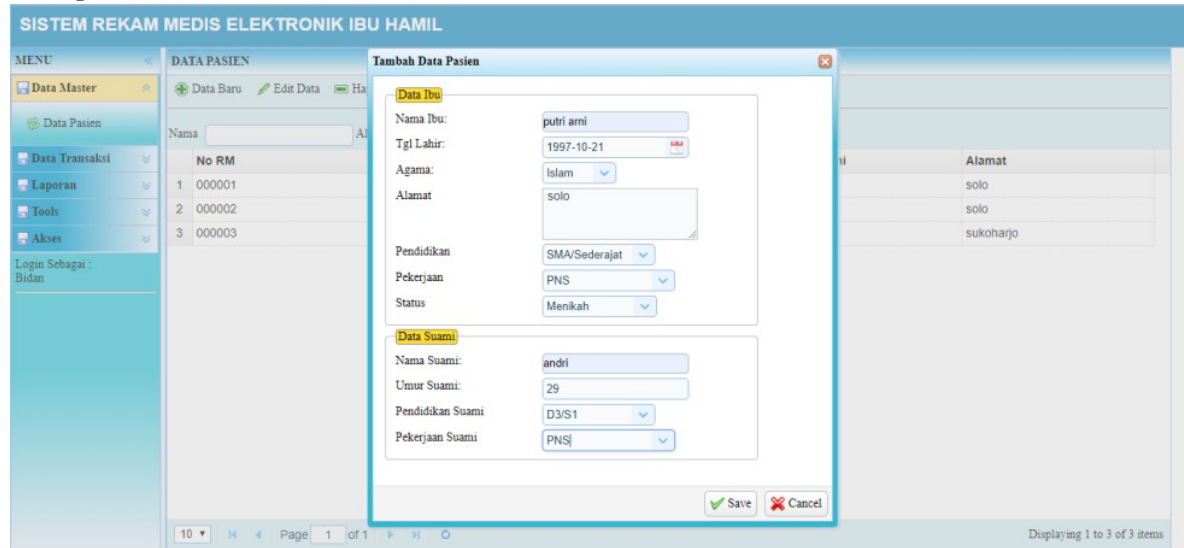 SISTEM REKAM MEDIS ELEKTRONIK IBU HAMIL
MENU
Data Master
Data Pasien
Data Transaksi
Laporan
Tools
Akses
Login Sebagai :
Bidan
DATA PASIEN
Data Baru Edit Data Ha
Nama Al
No RM Alamat
1 000001 solo
2 000002 solo
3 000003 sukoharjo
Tambah Data Pasien
Data Ibu
Nama Ibu: putri arni
Tgl Lahir: 1997-10-21
Agama: Islam
Alamat solo
Pendidikan SMA/Sederajat
Pekerjaan PNS
Status Menikah
Data Suami
Nama Suami: andri
Umur Suami: 29
Pendidikan Suami D3/S1
Pekerjaan Suami PNS
Save Cancel
10 Page 1 of 1 Displaying 1 to 3 of 3 items